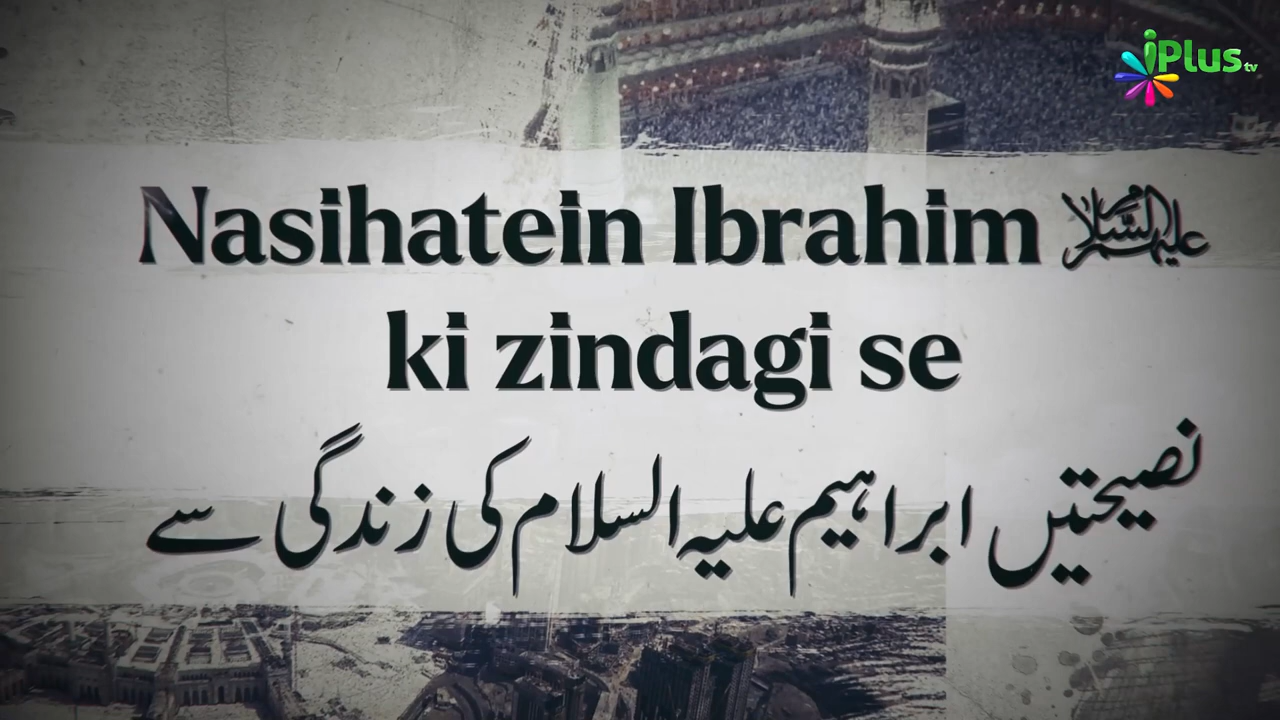 iPlus tv
Nasihatein Ibrahim عليه السلام
ki zindagi se
نصیحتیں ابراہیم علیہ السلام کی زندگی سے